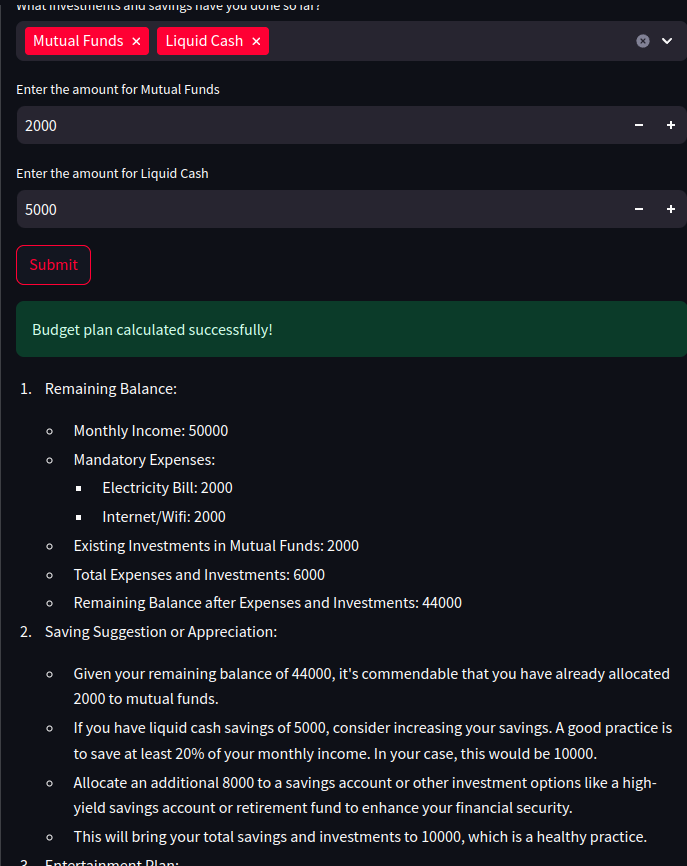 What investments and savings have you done so far?
Mutual Funds × Liquid Cash ×
Enter the amount for Mutual Funds
2000
Enter the amount for Liquid Cash
5000
Submit
Budget plan calculated successfully!
1. Remaining Balance:
Monthly Income: 50000
Mandatory Expenses:
Electricity Bill: 2000
Internet/Wifi: 2000
Existing Investments in Mutual Funds: 2000
Total Expenses and Investments: 6000
Remaining Balance after Expenses and Investments: 44000
2. Saving Suggestion or Appreciation:
Given your remaining balance of 44000, it's commendable that you have already allocated
2000 to mutual funds.
If you have liquid cash savings of 5000, consider increasing your savings. A good practice is
to save at least 20% of your monthly income. In your case, this would be 10000.
Allocate an additional 8000 to a savings account or other investment options like a high-
yield savings account or retirement fund to enhance your financial security.
This will bring your total savings and investments to 10000, which is a healthy practice.
3. Entertainment Plan: